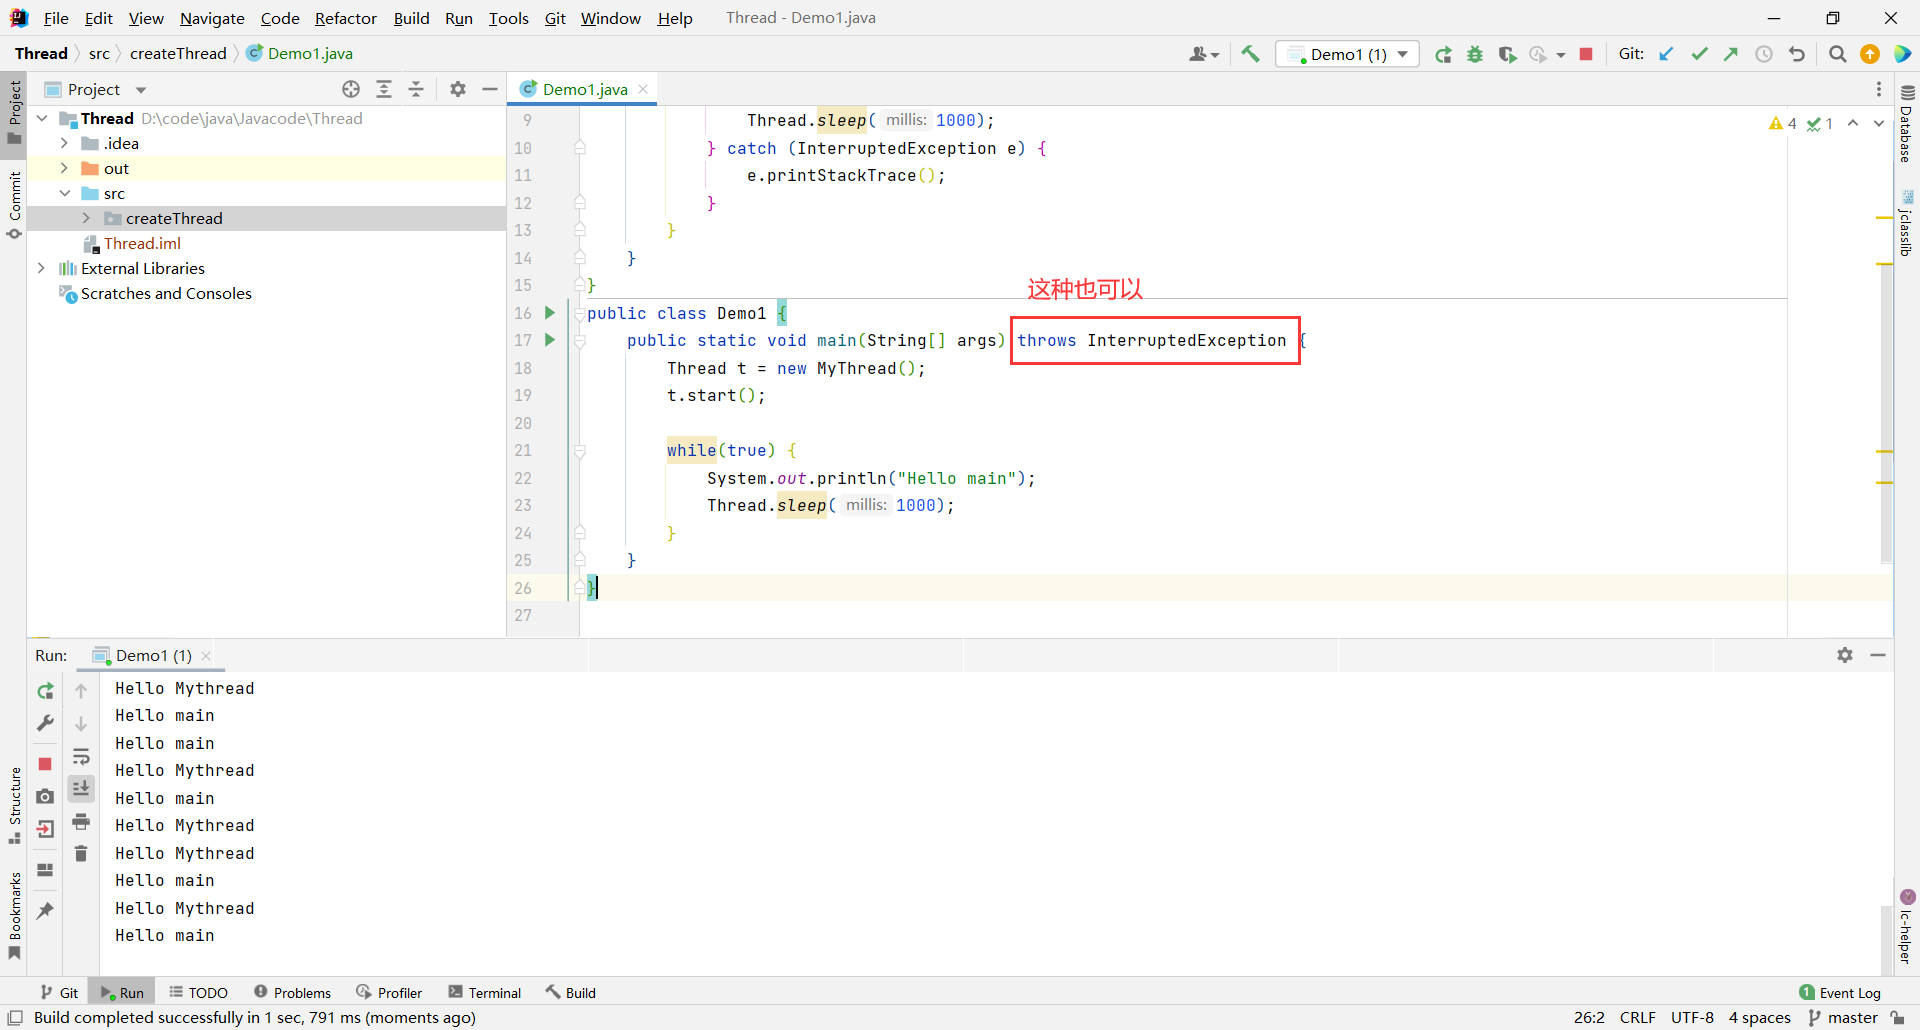 File Edit View Navigate Code Refactor Build Run Tools Git Window Help Thread - Demo1.java
Thread src createThread Demo1.java Demo1 (1) Git:
Project Demo1.java
Thread D:\code\java\Javacode\Thread
.idea
out
src
createThread
Thread.iml
External Libraries
Scratches and Consoles
Project
Commit
Structure
Bookmarks
4 1
9 Thread.sleep( millis: 1000);
10 } catch (InterruptedException e) {
11 e.printStackTrace();
12 }
13 }
14 }
15 }
这种也可以
16 public class Demo1 {
17 public static void main(String[] args) throws InterruptedException {
18 Thread t = new MyThread();
19 t.start();
20
21 while(true) {
22 System.out.println("Hello main");
23 Thread.sleep( millis: 1000);
24 }
25 }
26 }
27
Database
jclasslib
lc-helper
Run: Demo1 (1)
Hello Mythread
Hello main
Hello main
Hello Mythread
Hello main
Hello Mythread
Hello Mythread
Hello main
Hello Mythread
Hello main
Git Run TODO Problems Profiler Terminal Build 1 Event Log
Build completed successfully in 1 sec, 791 ms (moments ago) 26:2 CRLF UTF-8 4 spaces master